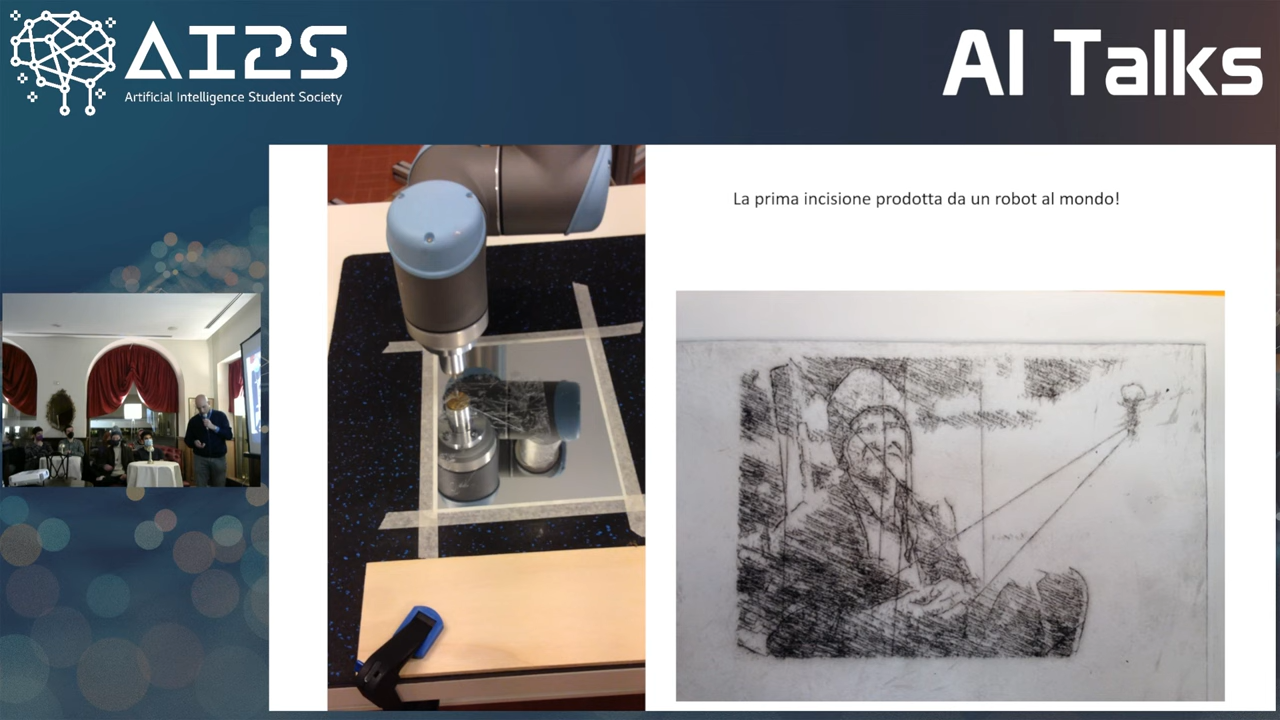 AI2S
Artificial Intelligence Student Society
AI Talks
La prima incisione prodotta da un robot al mondo!